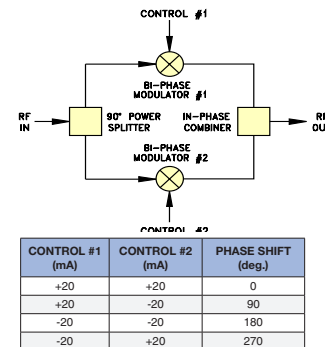 CONTROL #1
BI-PHASE
MODULATOR #1
RF
IN
90° POWER
SPLITTER
IN-PHASE
COMBINER
BI-PHASE
MODULATOR #2
CONTROL #2
CONTROL #1 (mA) CONTROL #2 (mA) PHASE SHIFT (deg.)
+20 +20 0
+20 -20 90
-20 -20 180
-20 +20 270